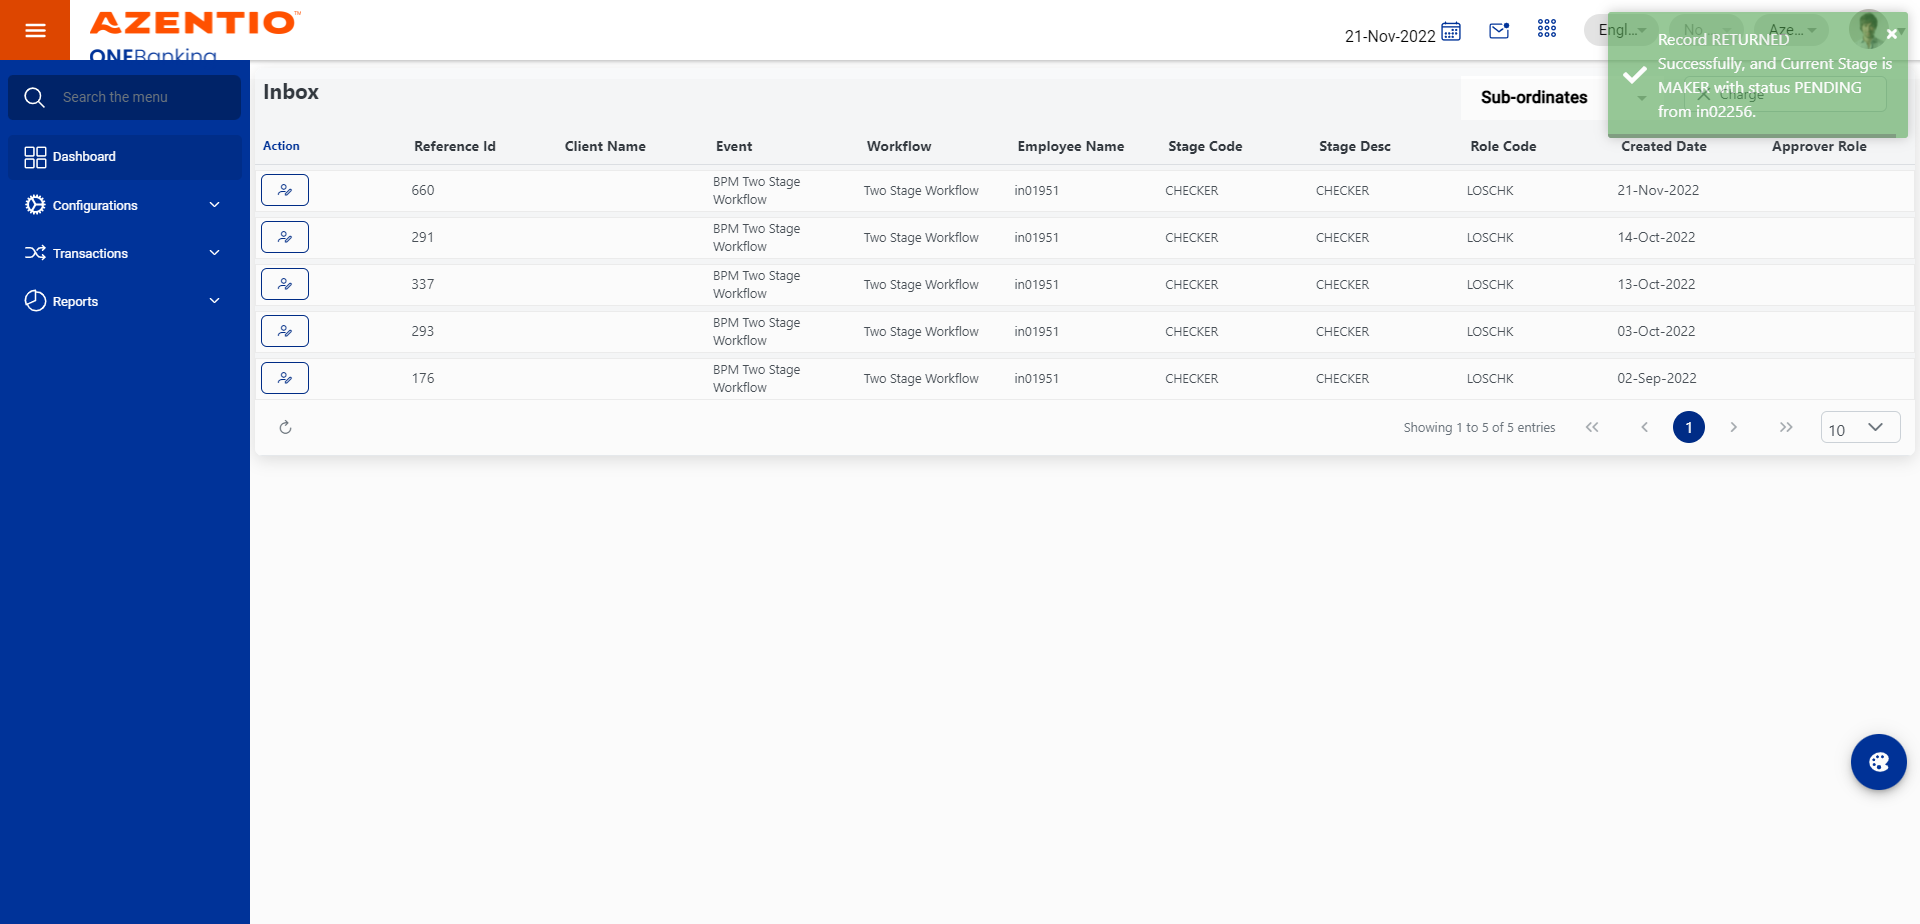 AZENTIO™
ONEBanking
21-Nov-2022
Engl...
No...
Aze...
Record RETURNED
Successfully, and Current Stage is
MAKER with status PENDING
from in02256.
Search the menu
Dashboard
Configurations
Transactions
Reports
Inbox
Sub-ordinates
Charge
Action Reference Id Client Name Event Workflow Employee Name Stage Code Stage Desc Role Code Created Date Approver Role
660 BPM Two Stage Workflow Two Stage Workflow in01951 CHECKER CHECKER LOSCHK 21-Nov-2022
291 BPM Two Stage Workflow Two Stage Workflow in01951 CHECKER CHECKER LOSCHK 14-Oct-2022
337 BPM Two Stage Workflow Two Stage Workflow in01951 CHECKER CHECKER LOSCHK 13-Oct-2022
293 BPM Two Stage Workflow Two Stage Workflow in01951 CHECKER CHECKER LOSCHK 03-Oct-2022
176 BPM Two Stage Workflow Two Stage Workflow in01951 CHECKER CHECKER LOSCHK 02-Sep-2022
Showing 1 to 5 of 5 entries
1
10